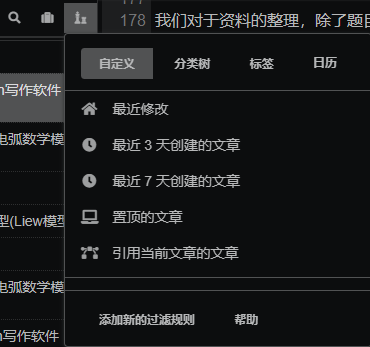 177
178 我们对于资料的整理，除了题目
n写作软件
自定义 分类树 标签 日历
最近修改
电弧数学模
最近 3 天创建的文章
最近 7 天创建的文章
置顶的文章
型(Liew模型
引用当前文章的文章
电弧数学模
添加新的过滤规则 帮助
n写作软件